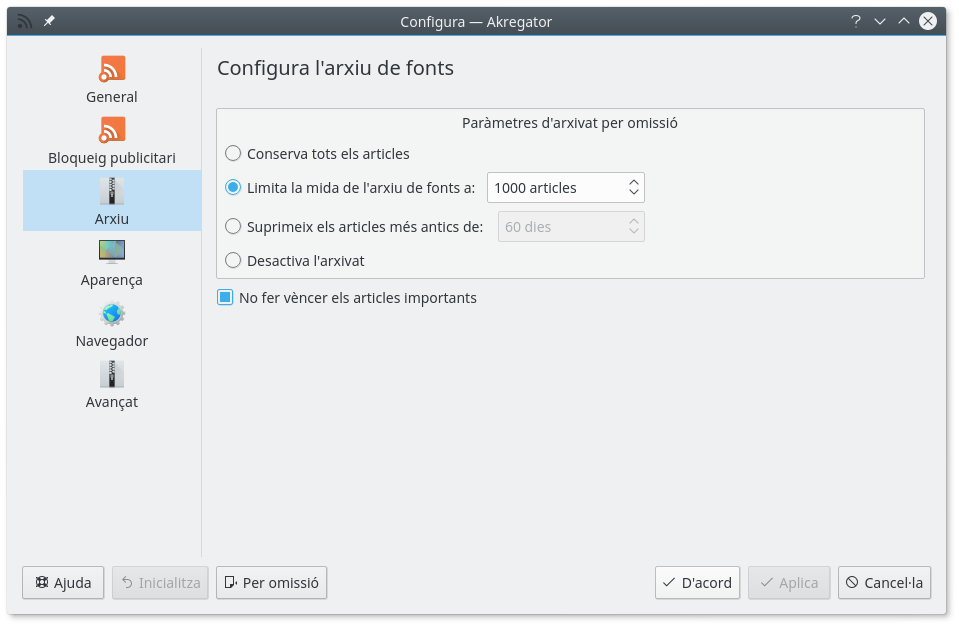 Configura — Akregator
General
Bloqueig publicitari
Arxiu
Aparença
Navegador
Avançat
Configura l'arxiu de fonts
Paràmetres d'arxivat per omissió
Conserva tots els articles
Limita la mida de l'arxiu de fonts a: 1000 articles
Suprimeix els articles més antics de: 60 dies
Desactiva l'arxivat
No fer vèncer els articles importants
Ajuda Inicialitza Per omissió D'acord Aplica Cancel·la